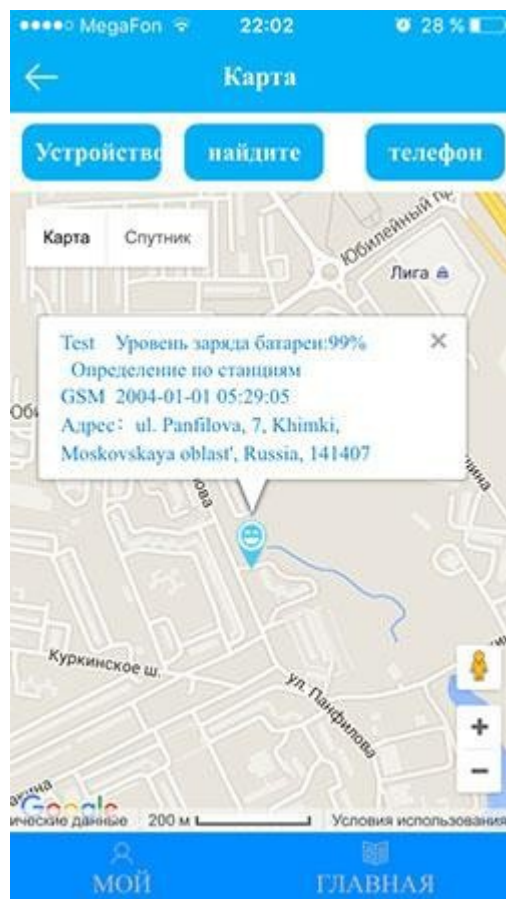 MegaFon 22:02 28 %
Карта
Устройство найдите телефон
Карта Спутник
Юбилейный пр.
Лига
Test Уровень заряда батареи:99%
Определение по станциям
GSM 2004-01-01 05:29:05
Адрес: ul. Panfilova, 7, Khimki,
Moskovskaya oblast', Russia, 141407
Куркинское ш.
ул. Панфилова
+
−
Google
200 м Условия использования
МОЙ ГЛАВНАЯ